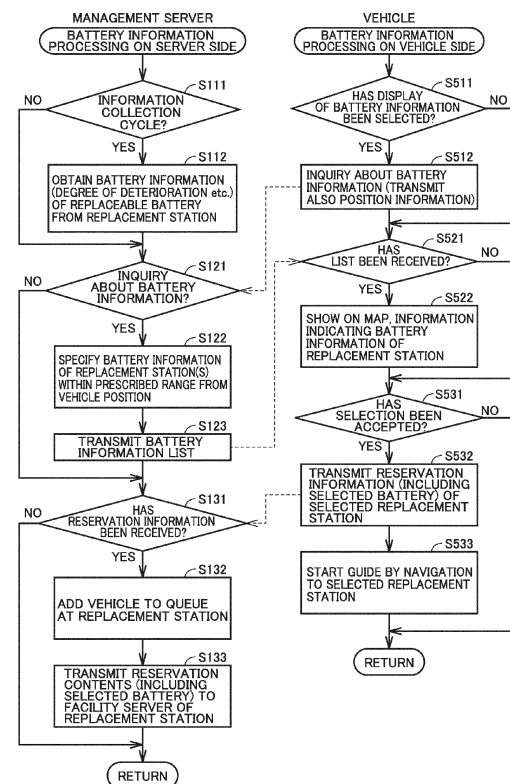 MANAGEMENT SERVER
BATTERY INFORMATION
PROCESSING ON SERVER SIDE
S111
INFORMATION
COLLECTION
CYCLE?
NO
YES
S112
OBTAIN BATTERY INFORMATION
(DEGREE OF DETERIORATION etc.)
OF REPLACEABLE BATTERY
FROM REPLACEMENT STATION
S121
INQUIRY
ABOUT BATTERY
INFORMATION?
NO
YES
S122
SPECIFY BATTERY INFORMATION
OF REPLACEMENT STATION(S)
WITHIN PRESCRIBED RANGE FROM
VEHICLE POSITION
S123
TRANSMIT BATTERY
INFORMATION LIST
S131
HAS
RESERVATION INFORMATION
BEEN RECEIVED?
NO
YES
S132
ADD VEHICLE TO QUEUE
AT REPLACEMENT STATION
S133
TRANSMIT RESERVATION
CONTENTS (INCLUDING
SELECTED BATTERY) TO
FACILITY SERVER OF
REPLACEMENT STATION
RETURN
VEHICLE
BATTERY INFORMATION
PROCESSING ON VEHICLE SIDE
S511
HAS DISPLAY
OF BATTERY INFORMATION
BEEN SELECTED?
NO
YES
S512
INQUIRY ABOUT BATTERY
INFORMATION (TRANSMIT
ALSO POSITION INFORMATION)
S521
HAS
LIST BEEN RECEIVED?
NO
YES
S522
SHOW ON MAP, INFORMATION
INDICATING BATTERY
INFORMATION OF
REPLACEMENT STATION
S531
HAS
SELECTION BEEN
ACCEPTED?
NO
YES
S532
TRANSMIT RESERVATION
INFORMATION (INCLUDING
SELECTED BATTERY) OF
SELECTED REPLACEMENT
STATION
S533
START GUIDE BY NAVIGATION
TO SELECTED REPLACEMENT
STATION
RETURN